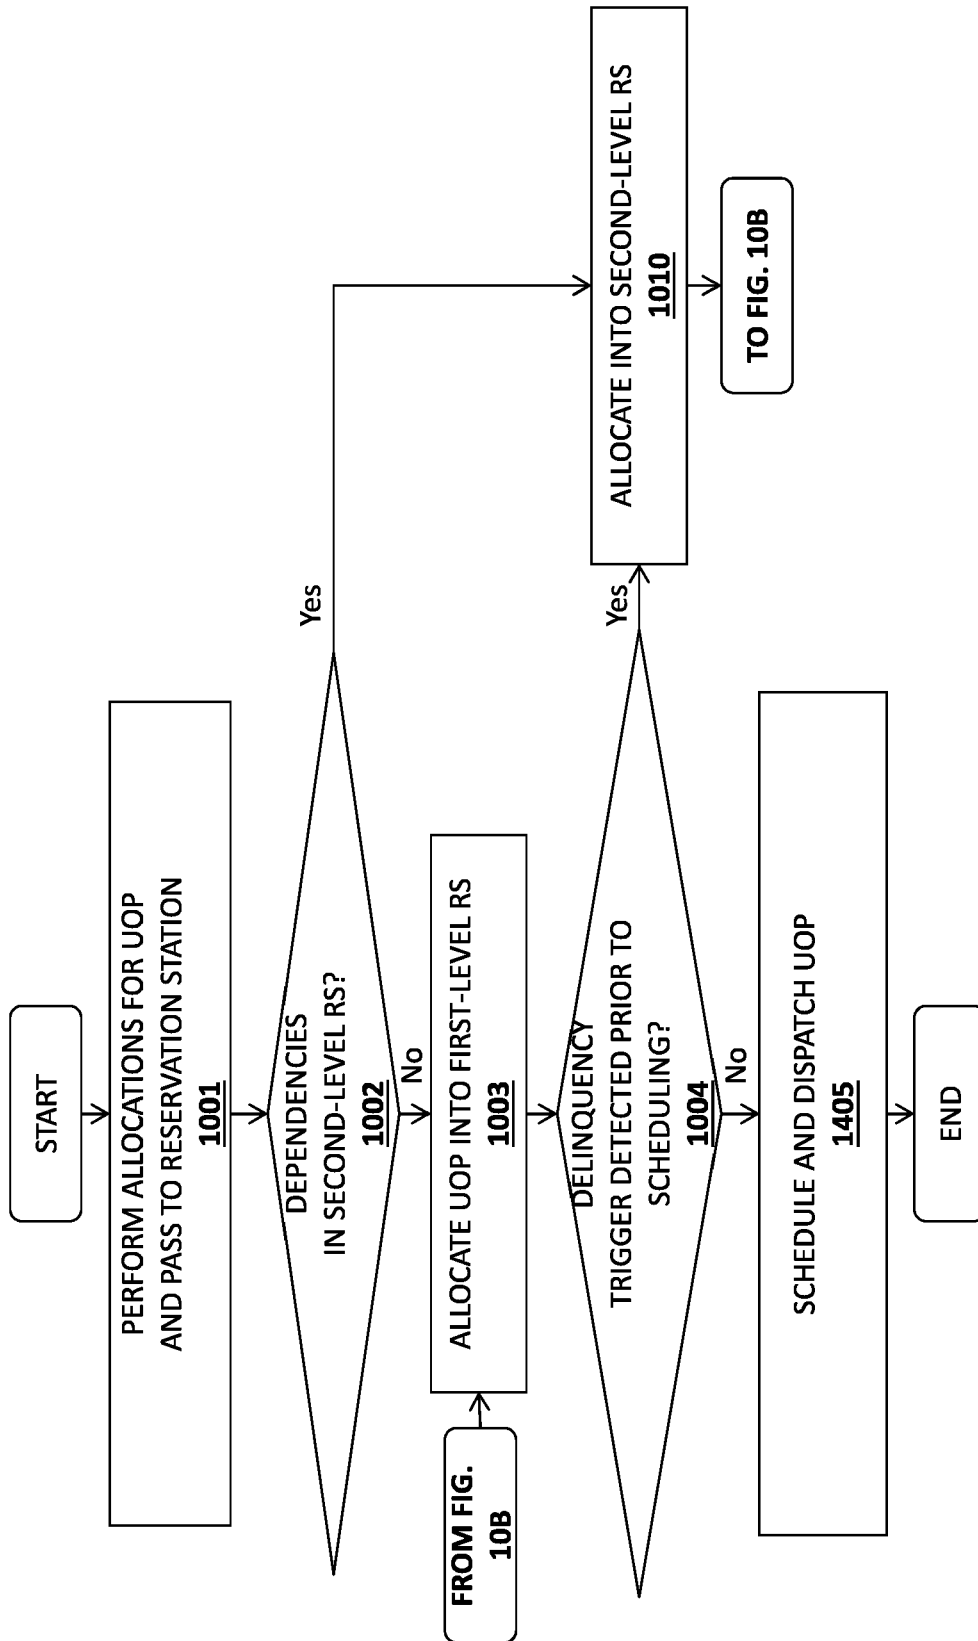 START
PERFORM ALLOCATIONS FOR UOP
AND PASS TO RESERVATION STATION
1001
DEPENDENCIES
IN SECOND-LEVEL RS?
1002
Yes
No
FROM FIG.
10B
ALLOCATE UOP INTO FIRST-LEVEL RS
1003
DELINQUENCY
TRIGGER DETECTED PRIOR TO
SCHEDULING?
1004
Yes
No
ALLOCATE INTO SECOND-LEVEL RS
1010
TO FIG. 10B
SCHEDULE AND DISPATCH UOP
1405
END